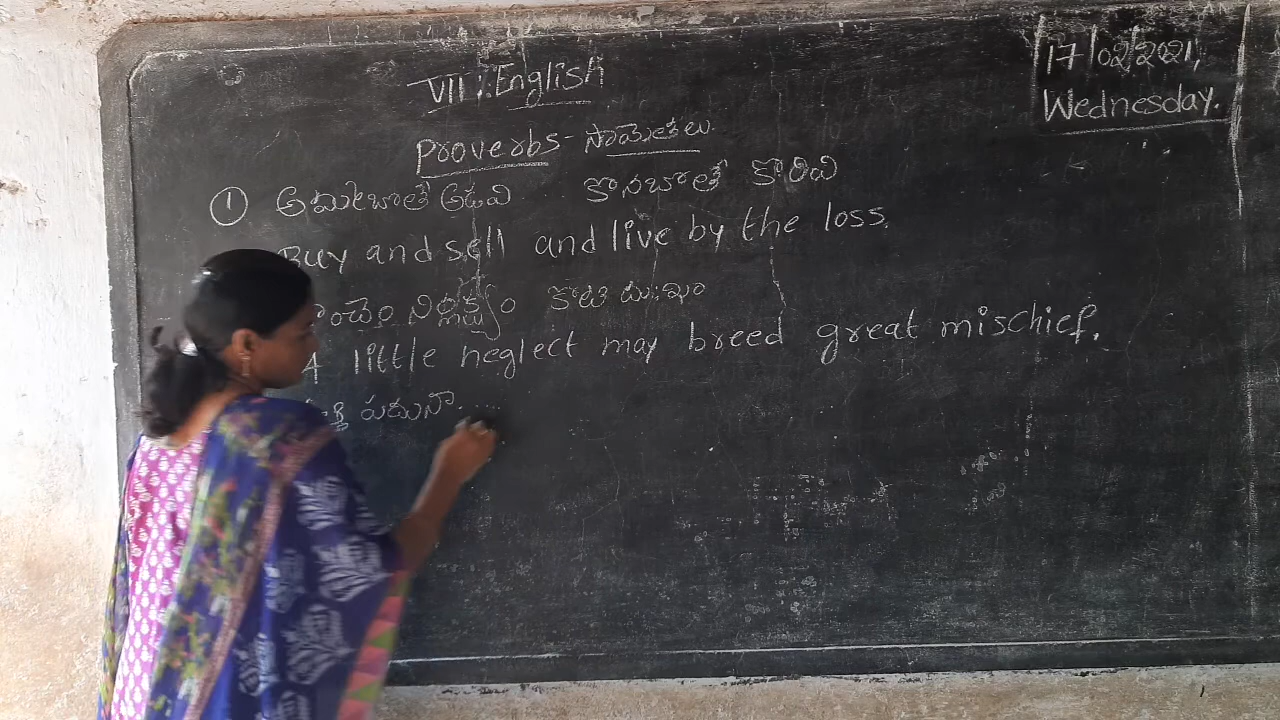 VII : English
17/02/2021,
Wednesday.
Proverbs - సామెతలు.
① అమ్మబోతే అడవి కొనబోతే కొరివి
Buy and sell and live by the loss.
కొంచెం నిర్లక్ష్యం కొండ దుఃఖం
A little neglect may breed great mischief.